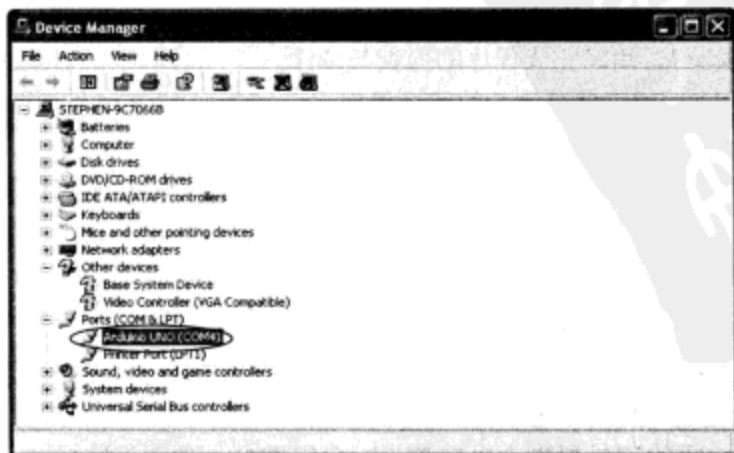 Device Manager
File Action View Help
STEPHEN-9C7066B
Batteries
Computer
Disk drives
DVD/CD-ROM drives
IDE ATA/ATAPI controllers
Keyboards
Mice and other pointing devices
Network adapters
Other devices
Base System Device
Video Controller (VGA Compatible)
Ports (COM & LPT)
Arduino UNO (COM4)
Printer Port (LPT1)
Sound, video and game controllers
System devices
Universal Serial Bus controllers